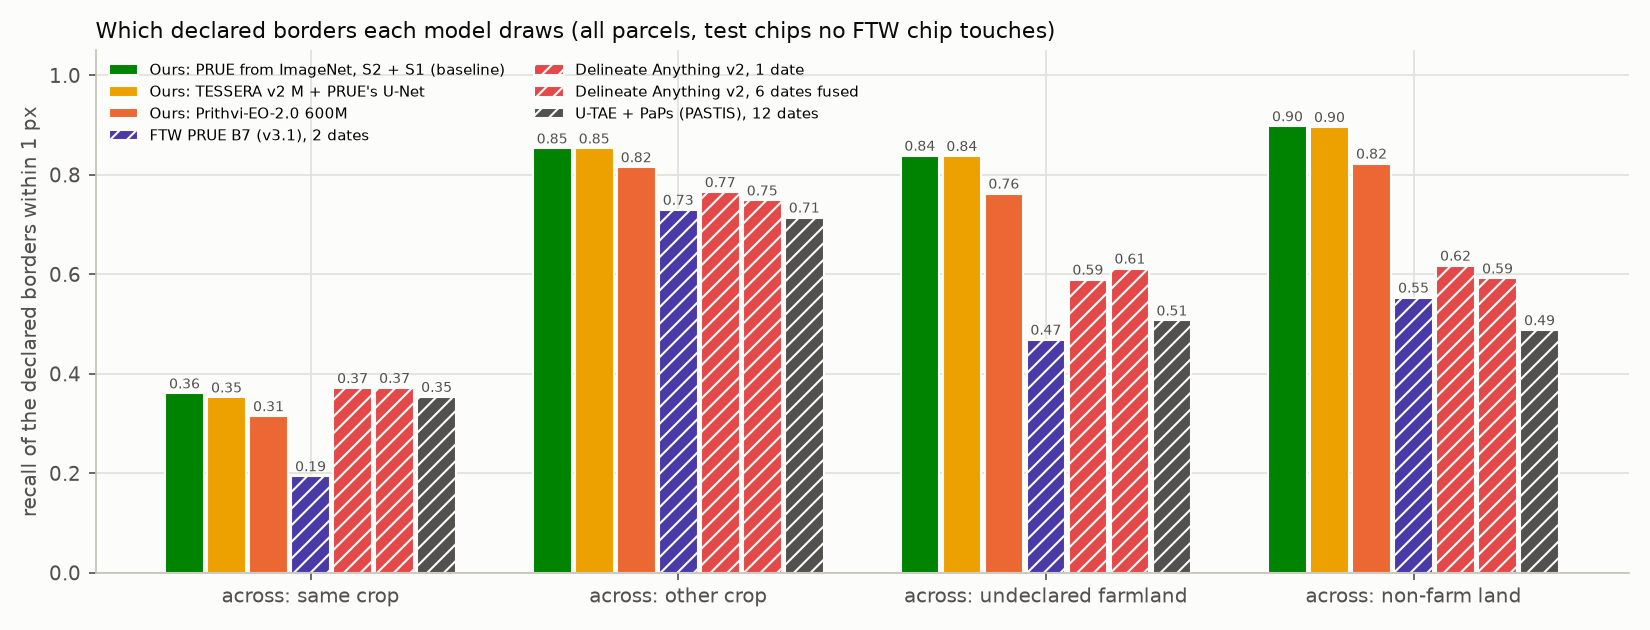 Which declared borders each model draws (all parcels, test chips no FTW chip touches)
Ours: PRUE from ImageNet, S2 + S1 (baseline)
Ours: TESSERA v2 M + PRUE's U-Net
Ours: Prithvi-EO-2.0 600M
FTW PRUE B7 (v3.1), 2 dates
Delineate Anything v2, 1 date
Delineate Anything v2, 6 dates fused
U-TAE + PaPs (PASTIS), 12 dates
recall of the declared borders within 1 px
1.0
0.8
0.6
0.4
0.2
0.0
0.36 0.35 0.31 0.19 0.37 0.37 0.35
0.85 0.85 0.82 0.73 0.77 0.75 0.71
0.84 0.84 0.76 0.47 0.59 0.61 0.51
0.90 0.90 0.82 0.55 0.62 0.59 0.49
across: same crop
across: other crop
across: undeclared farmland
across: non-farm land